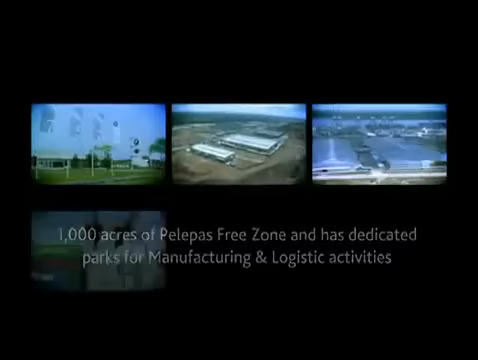 1,000 acres of Pelepas Free Zone and has dedicated
parks for Manufacturing & Logistic activities